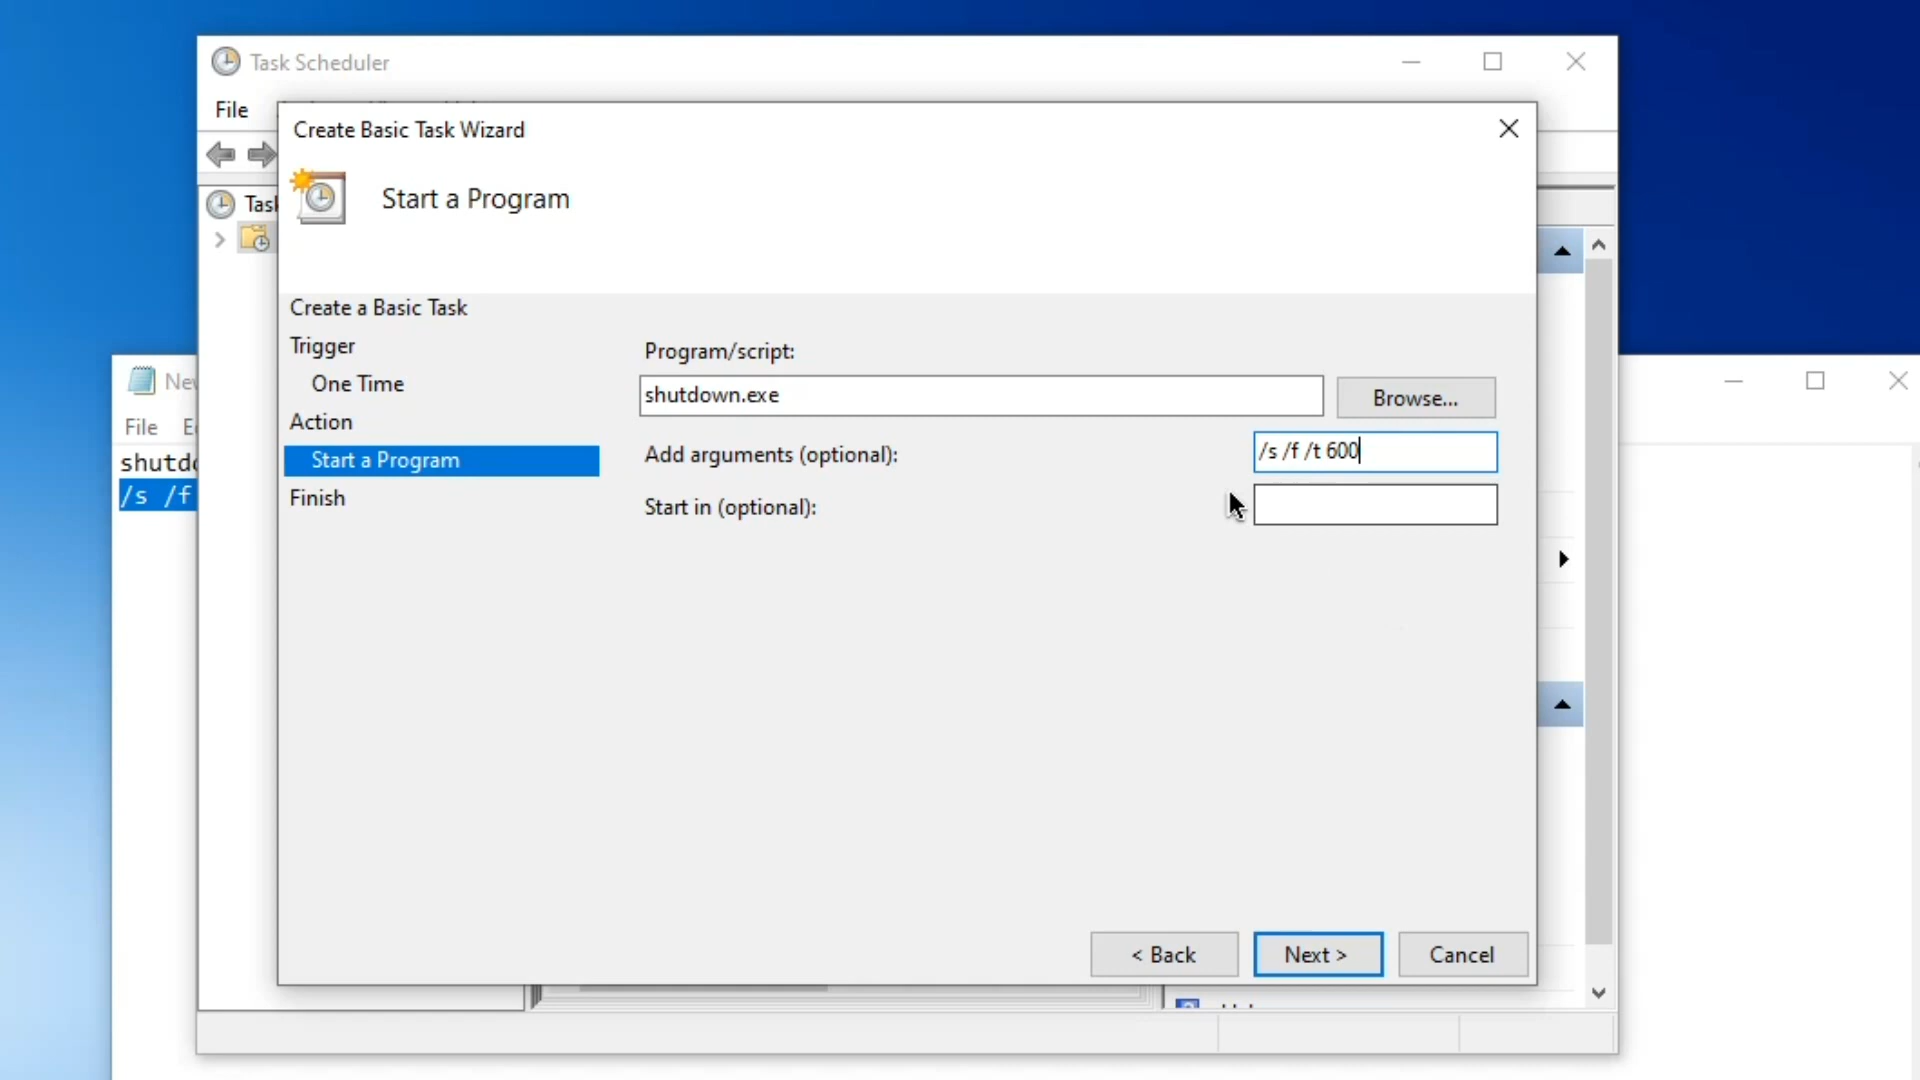 Task Scheduler
File
Create Basic Task Wizard
Start a Program
Create a Basic Task
Trigger
One Time
Action
Start a Program
Finish
Program/script:
shutdown.exe
Browse...
Add arguments (optional):
/s /f /t 600
Start in (optional):
< Back
Next >
Cancel
File
/s /f